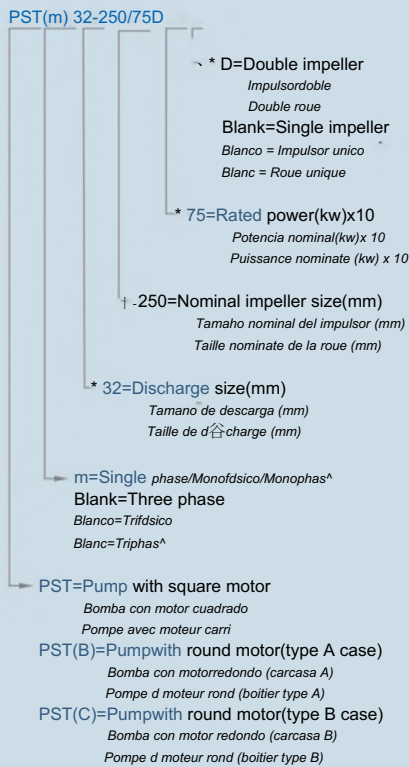 PST(m) 32-250/75D
* D=Double impeller
Impulsordoble
Double roue
Blank=Single impeller
Blanco = Impulsor unico
Blanc = Roue unique
* 75=Rated power(kw)x10
Potencia nominal(kw)x 10
Puissance nominate (kw) x 10
† -250=Nominal impeller size(mm)
Tamaho nominal del impulsor (mm)
Taille nominate de la roue (mm)
* 32=Discharge size(mm)
Tamano de descarga (mm)
Taille de d谷charge (mm)
m=Single phase/Monofdsico/Monophas^
Blank=Three phase
Blanco=Trifdsico
Blanc=Triphas^
PST=Pump with square motor
Bomba con motor cuadrado
Pompe avec moteur carri
PST(B)=Pumpwith round motor(type A case)
Bomba con motorredondo (carcasa A)
Pompe d moteur rond (boitier type A)
PST(C)=Pumpwith round motor(type B case)
Bomba con motor redondo (carcasa B)
Pompe d moteur rond (boitier type B)